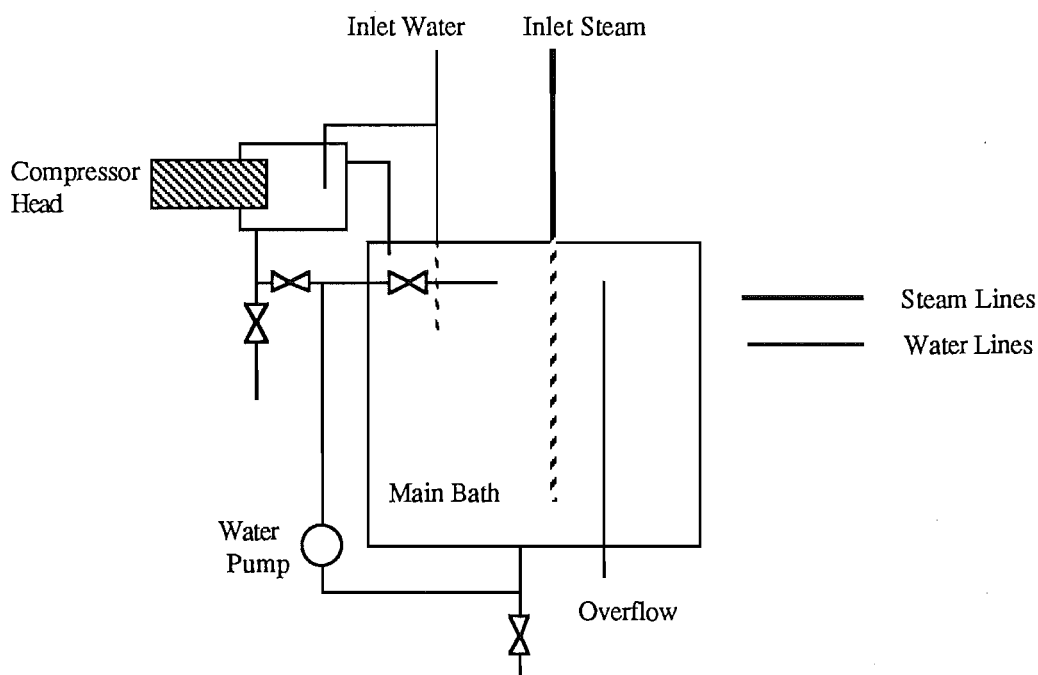 Inlet Water
Inlet Steam
Compressor
Head
Steam Lines
Water Lines
Main Bath
Water
Pump
Overflow